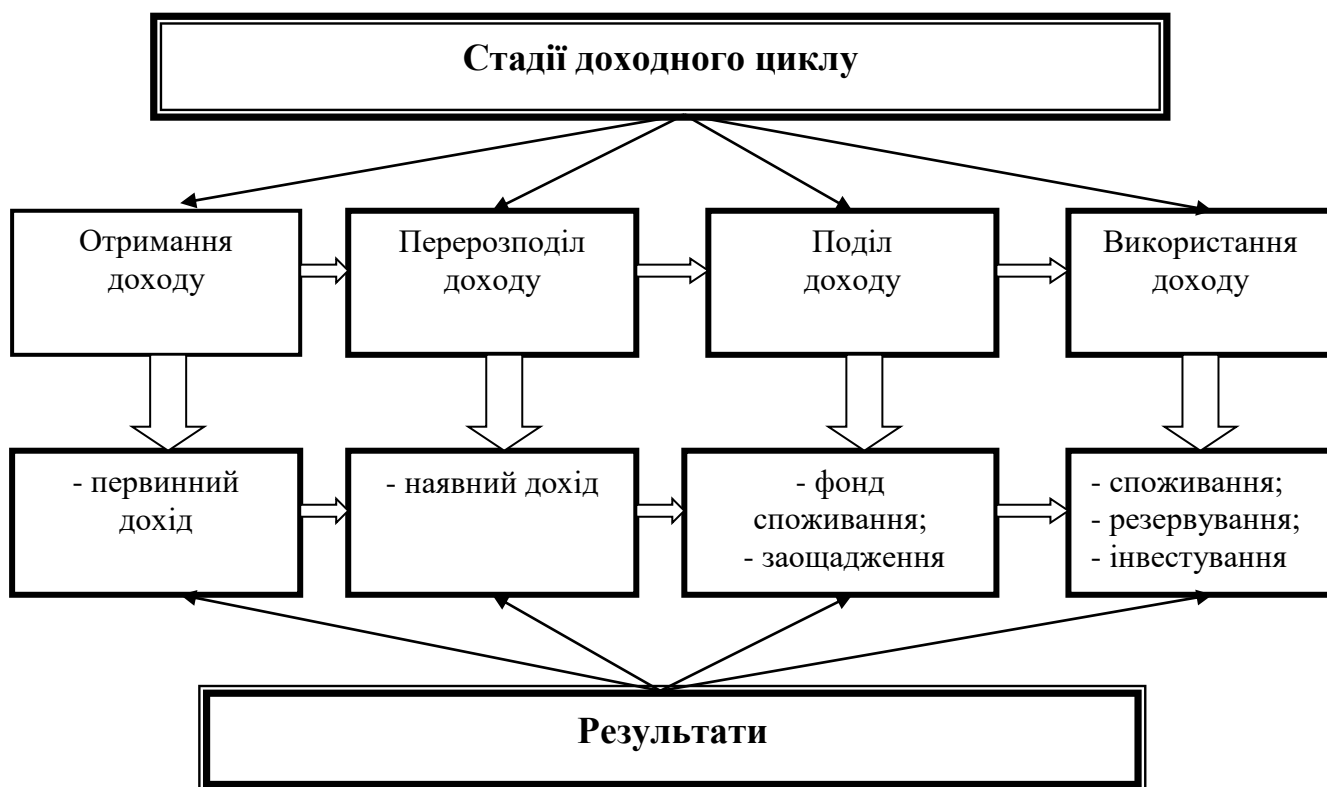 Стадії доходного циклу
Отримання
доходу
Перерозподіл
доходу
Поділ
доходу
Використання
доходу
- первинний
дохід
- наявний дохід
- фонд
споживання;
- заощадження
- споживання;
- резервування;
- інвестування
Результати